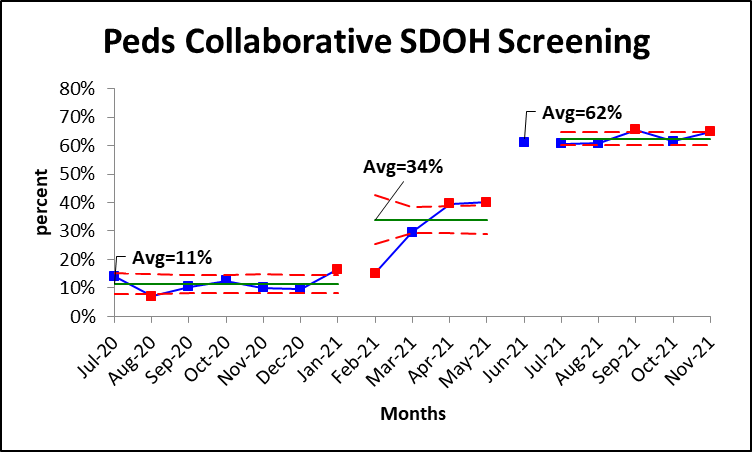 Peds Collaborative SDOH Screening
80%
70%
60%
50%
40%
30%
20%
10%
0%
percent
Avg=11%
Avg=34%
Avg=62%
Jul-20
Aug-20
Sep-20
Oct-20
Nov-20
Dec-20
Jan-21
Feb-21
Mar-21
Apr-21
May-21
Jun-21
Jul-21
Aug-21
Sep-21
Oct-21
Nov-21
Months